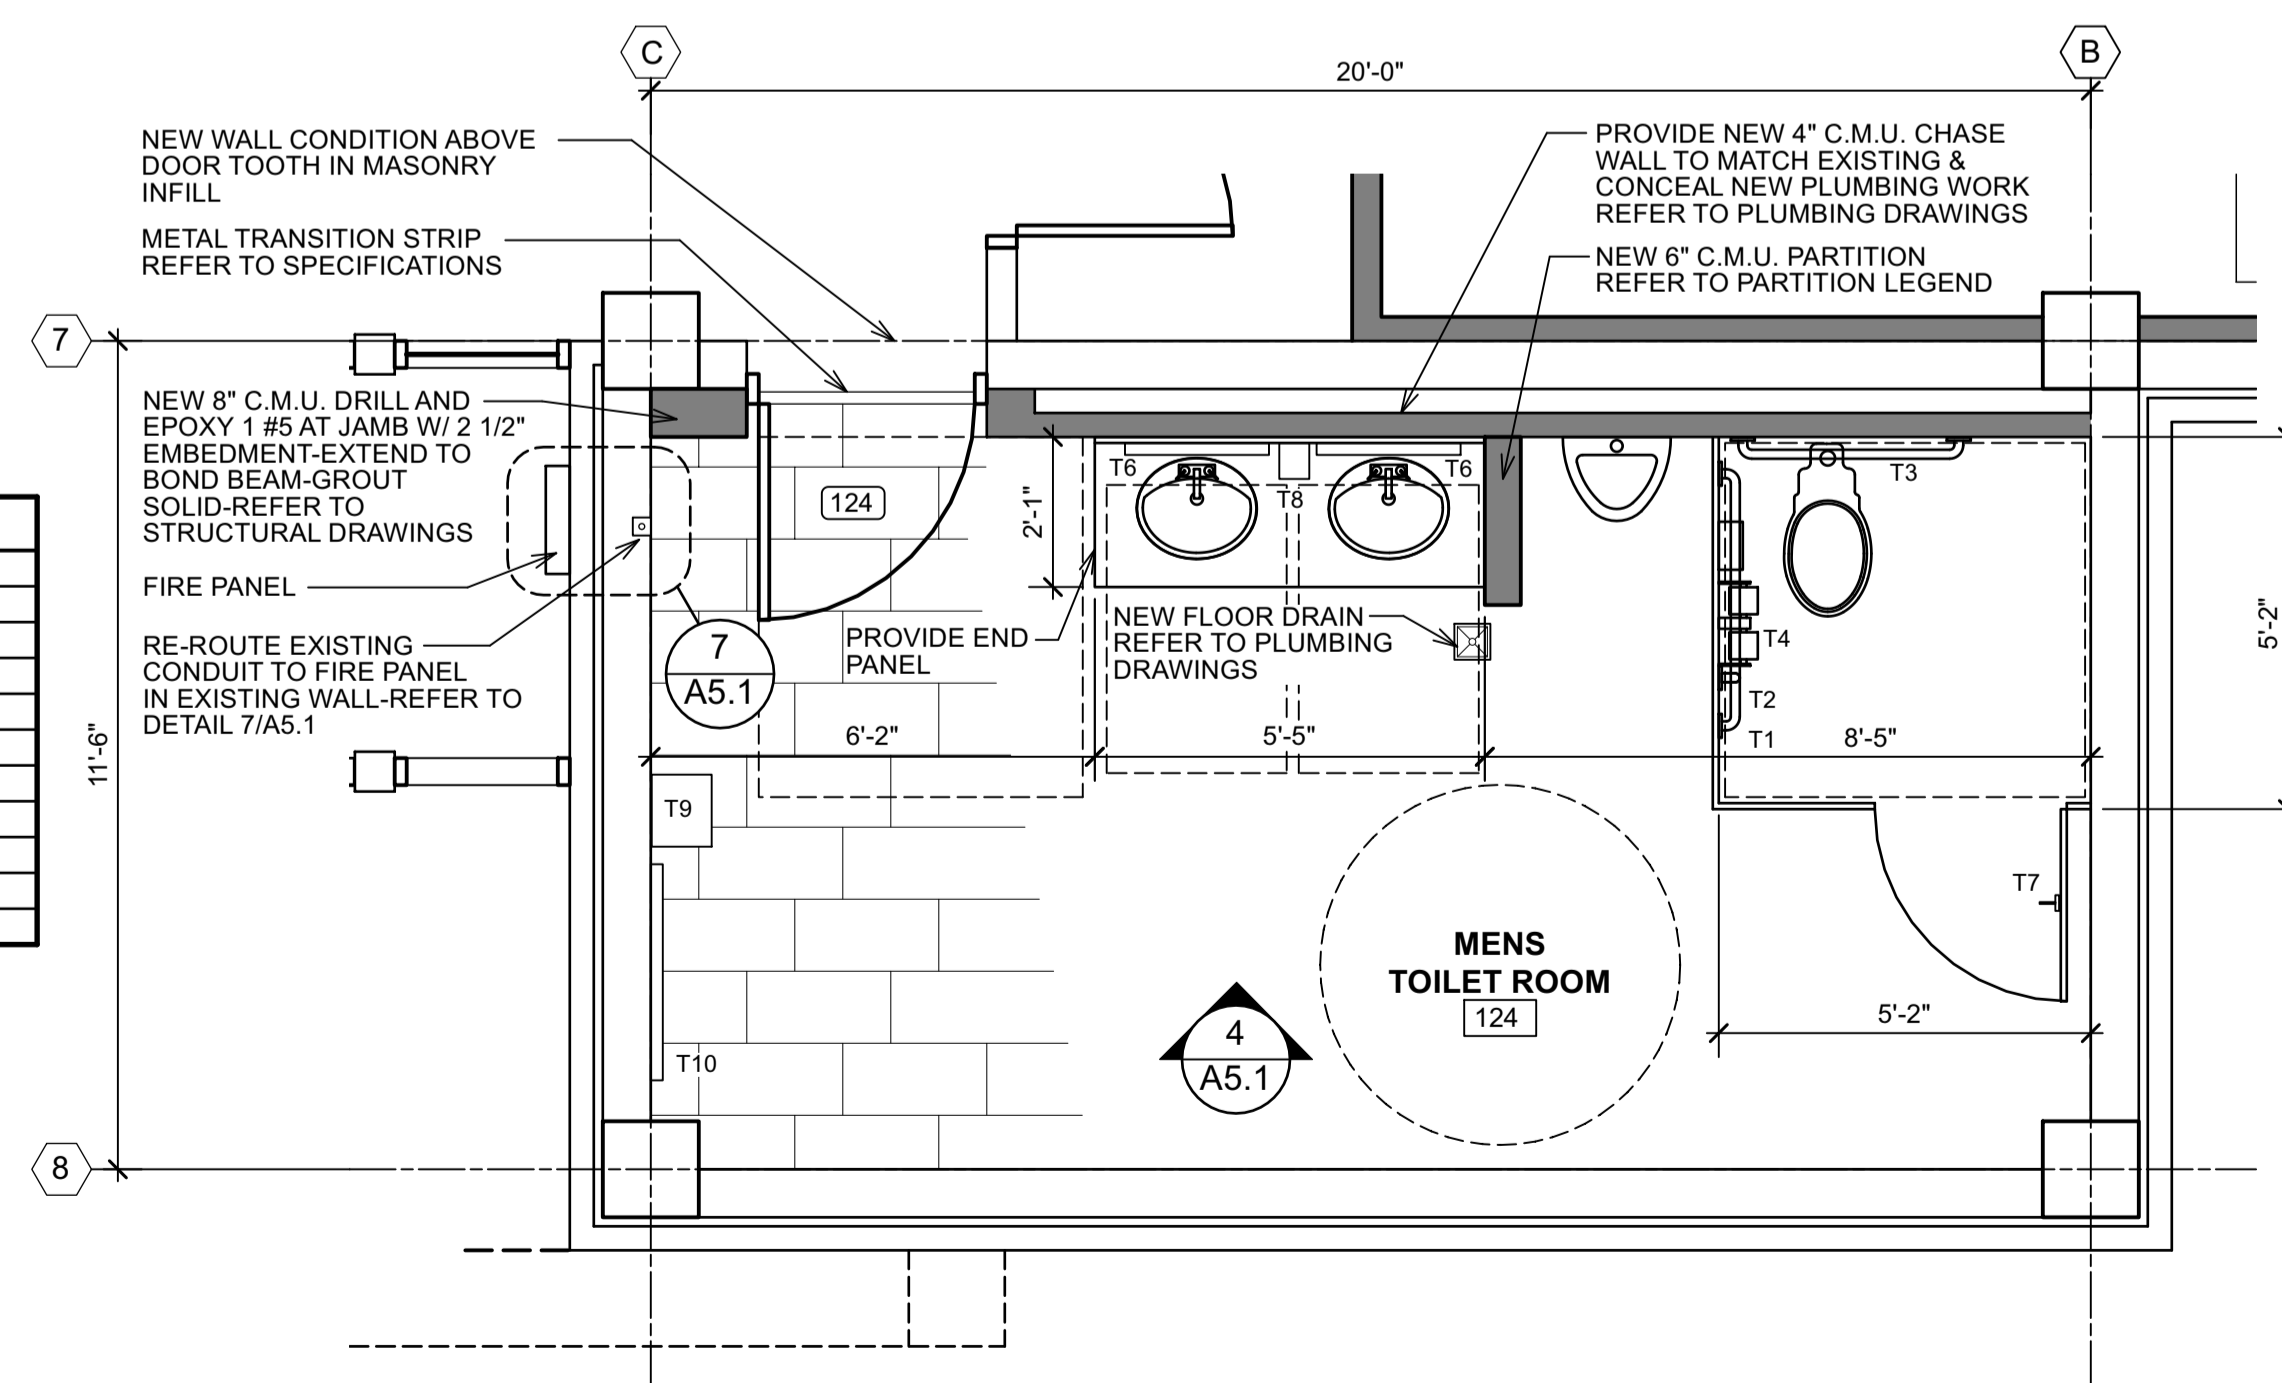 C
B
20'-0"
NEW WALL CONDITION ABOVE
DOOR TOOTH IN MASONRY
INFILL
METAL TRANSITION STRIP
REFER TO SPECIFICATIONS
PROVIDE NEW 4" C.M.U. CHASE
WALL TO MATCH EXISTING &
CONCEAL NEW PLUMBING WORK
REFER TO PLUMBING DRAWINGS
NEW 6" C.M.U. PARTITION
REFER TO PARTITION LEGEND
7
NEW 8" C.M.U. DRILL AND
EPOXY 1 #5 AT JAMB W/ 2 1/2"
EMBEDMENT-EXTEND TO
BOND BEAM-GROUT
SOLID-REFER TO
STRUCTURAL DRAWINGS
FIRE PANEL
RE-ROUTE EXISTING
CONDUIT TO FIRE PANEL
IN EXISTING WALL-REFER TO
DETAIL 7/A5.1
124
2'-1"
T6
T8
T6
T3
T4
T2
T1
5'-2"
7
A5.1
PROVIDE END
PANEL
NEW FLOOR DRAIN
REFER TO PLUMBING
DRAWINGS
11'-6"
6'-2"
5'-5"
8'-5"
T9
T7
MENS
TOILET ROOM
124
4
A5.1
5'-2"
T10
8